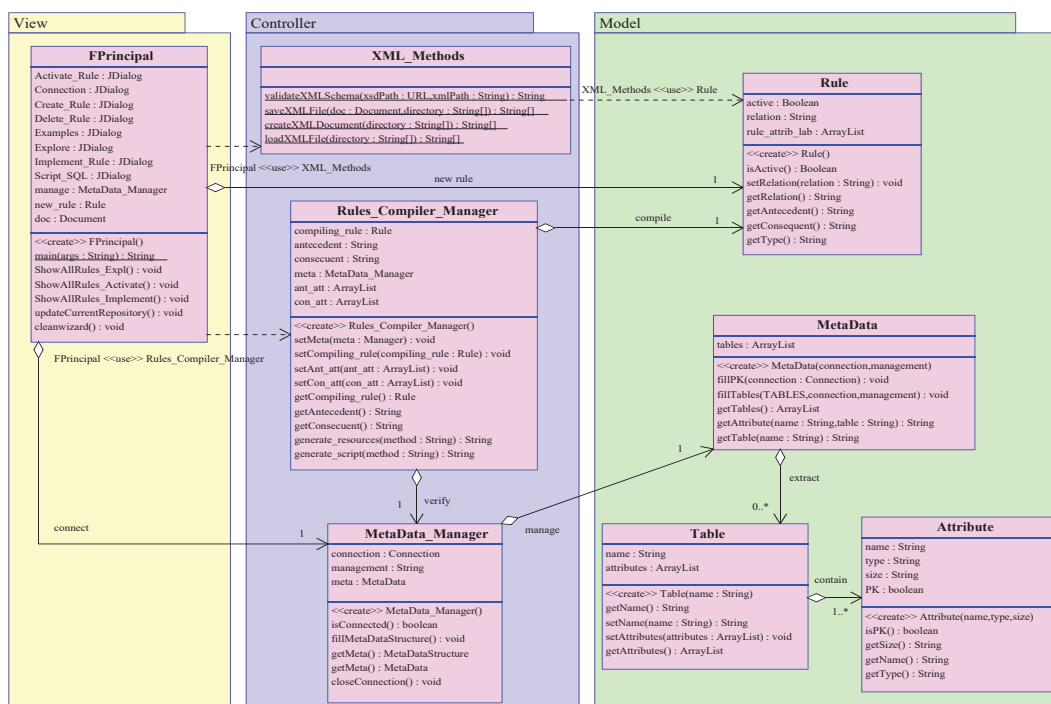 View
FPrincipal
Activate_Rule : JDialog
Connection : JDialog
Create_Rule : JDialog
Delete_Rule : JDialog
Examples : JDialog
Explore : JDialog
Implement_Rule : JDialog
Script_SQL : JDialog
manage : MetaData_Manager
new_rule : Rule
doc : Document
<<create>> FPrincipal()
main(args : String) : String
ShowAllRules_Expl() : void
ShowAllRules_Activate() : void
ShowAllRules_Implement() : void
updateCurrentRepository() : void
cleanwizard() : void
FPrincipal <<use>> XML_Methods
FPrincipal <<use>> Rules_Compiler_Manager
connect
1
Controller
XML_Methods
validateXMLSchema(xsdPath : URL,xmlPath : String) : String
saveXMLFile(doc : Document,directory : String[]) : String[]
createXMLDocument(directory : String[]) : String[]
loadXMLFile(directory : String[]) : String[]
XML_Methods <<use>> Rule
new rule
1
Rules_Compiler_Manager
compiling_rule : Rule
antecedent : String
consecuent : String
meta : MetaData_Manager
ant_att : ArrayList
con_att : ArrayList
<<create>> Rules_Compiler_Manager()
setMeta(meta : Manager) : void
setCompiling_rule(compiling_rule : Rule) : void
setAnt_att(ant_att : ArrayList) : void
setCon_att(con_att : ArrayList) : void
getCompiling_rule() : Rule
getAntecedent() : String
getConsecuent() : String
generate_resources(method : String) : String
generate_script(method : String) : String
compile
1
1
verify
MetaData_Manager
connection : Connection
management : String
meta : MetaData
<<create>> MetaData_Manager()
isConnected() : boolean
fillMetaDataStructure() : void
getMeta() : MetaDataStructure
getMeta() : MetaData
closeConnection() : void
manage
1
Model
Rule
active : Boolean
relation : String
rule_attrib_lab : ArrayList
<<create>> Rule()
isActive() : Boolean
setRelation(relation : String) : void
getRelation() : String
getAntecedent() : String
getConsequent() : String
getType() : String
MetaData
tables : ArrayList
<<create>> MetaData(connection,management)
fillPK(connection : Connection) : void
fillTables(TABLES,connection,management) : void
getTables() : ArrayList
getAttribute(name : String,table : String) : String
getTable(name : String) : String
extract
0..*
Table
name : String
attributes : ArrayList
<<create>> Table(name : String)
getName() : String
setName(name : String) : String
setAttributes(attributes : ArrayList) : void
getAttributes() : ArrayList
contain
1..*
Attribute
name : String
type : String
size : String
PK : boolean
<<create>> Attribute(name,type,size)
isPK() : boolean
getSize() : String
getName() : String
getType() : String